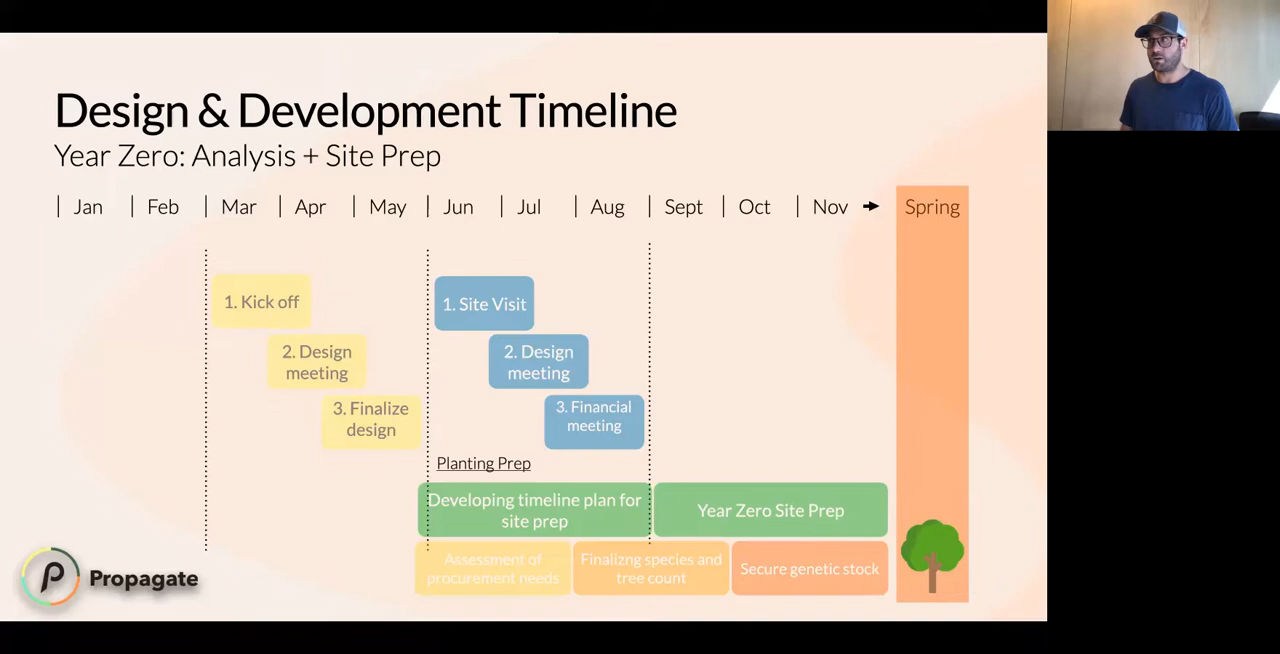 Design & Development Timeline
Year Zero: Analysis + Site Prep
Jan Feb Mar Apr May Jun Jul Aug Sept Oct Nov Spring
1. Kick off
2. Design
meeting
3. Finalize
design
1. Site Visit
2. Design
meeting
3. Financial
meeting
Planting Prep
Developing timeline plan for
site prep
Year Zero Site Prep
Assessment of
procurement needs
Finalizng species and
tree count
Secure genetic stock
Propagate